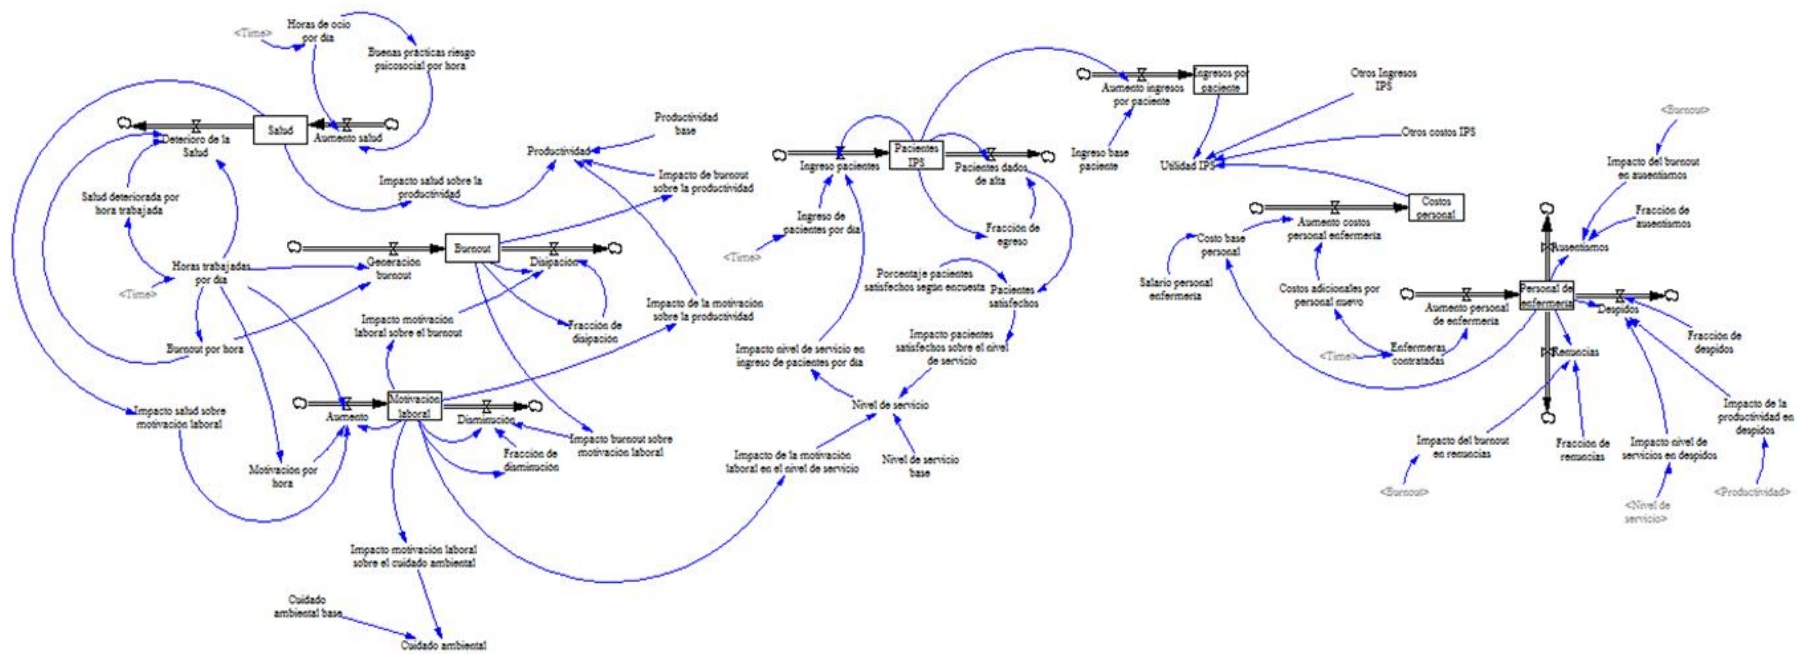 <Time>
Horas de ocio
por dia
Buenas practicas riesgo
psicosocial por hora
Salud
Deterioro de la
Salud
Aumento salud
Salud deteriorada por
hora trabajada
Impacto salud sobre la
productividad
Productividad
base
Productividad
Impacto de burnout
sobre la productividad
Burnout
Generación
burnout
Disipación
Horas trabajadas
por dia
<Time>
Impacto motivación
laboral sobre el burnout
Fracción de
disipación
Impacto de la motivación
sobre la productividad
Burnout por hora
Impacto salud sobre
motivación laboral
Aumento
Motivación
laboral
Disminución
Fracción de
disminución
Impacto burnout sobre
motivación laboral
Motivación por
hora
Impacto motivación laboral
sobre el cuidado ambiental
Cuidado
ambiental base
Cuidado ambiental
Ingreso pacientes
Pacientes
IPS
Pacientes dados
de alta
Ingreso de
pacientes por dia
<Time>
Fracción de
egreso
Porcentaje pacientes
satisfechos según encuesta
Pacientes
satisfechos
Impacto nivel de servicio en
ingreso de pacientes por dia
Impacto pacientes
satisfechos sobre el nivel
de servicio
Nivel de servicio
Impacto de la motivación
laboral en el nivel de servicio
Nivel de servicio
base
Aumento ingresos
por paciente
Ingresos por
paciente
Ingreso base
paciente
Utilidad IPS
Otros Ingresos
IPS
Otros costos IPS
Costos
personal
Aumento costos
personal enfermeria
Costo base
personal
Salario personal
enfermeria
Costos adicionales por
personal nuevo
<Time>
Enfermeras
contratadas
Aumento personal
de enfermeria
Personal de
enfermeria
<Burnout>
Impacto del burnout
en ausentismos
Fracción de
ausentismos
Ausentismos
Despidos
Fracción de
despidos
Renuncias
Impacto del burnout
en renuncias
<Burnout>
Fracción de
renuncias
Impacto nivel de
servicios en despidos
<Nivel de
servicio>
Impacto de la
productividad en
despidos
<Productividad>